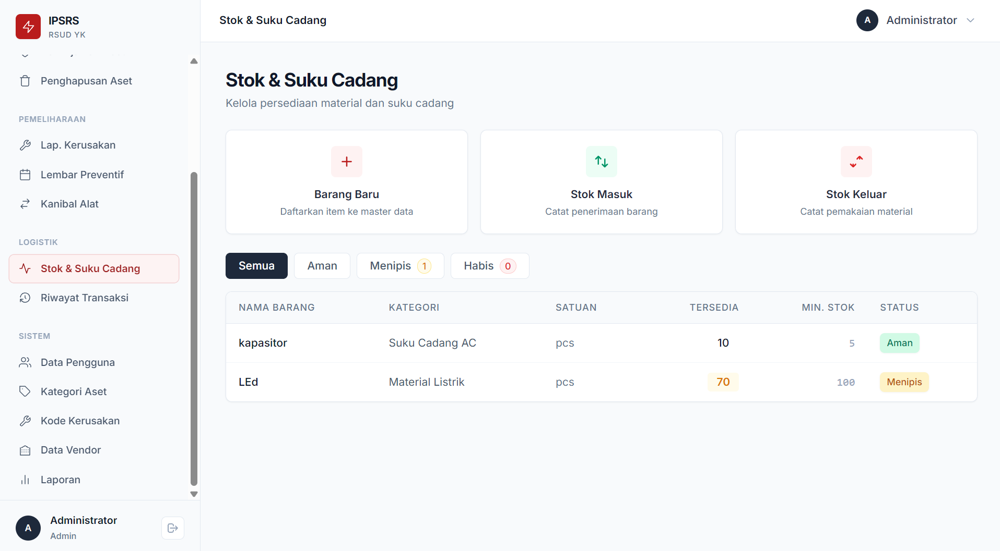 IPSRS
RSUD YK
Penghapusan Aset
PEMELIHARAAN
Lap. Kerusakan
Lembar Preventif
Kanibal Alat
LOGISTIK
Stok & Suku Cadang
Riwayat Transaksi
SISTEM
Data Pengguna
Kategori Aset
Kode Kerusakan
Data Vendor
Laporan
A
Administrator
Admin
Stok & Suku Cadang
A Administrator
Stok & Suku Cadang
Kelola persediaan material dan suku cadang
Barang Baru
Daftarkan item ke master data
Stok Masuk
Catat penerimaan barang
Stok Keluar
Catat pemakaian material
Semua Aman Menipis 1 Habis 0
NAMA BARANG KATEGORI SATUAN TERSEDIA MIN. STOK STATUS
kapasitor Suku Cadang AC pcs 10 5 Aman
LEd Material Listrik pcs 70 100 Menipis